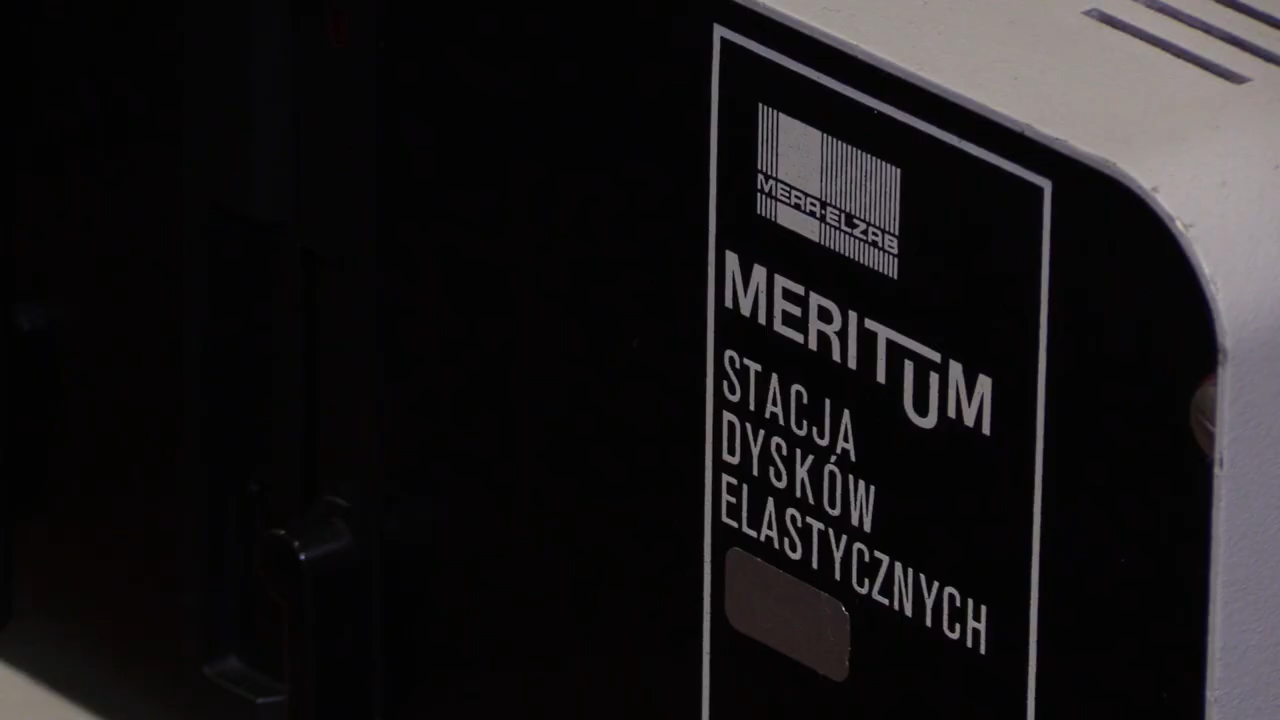 MERA-ELZAB
MERITUM
STACJA
DYSKÓW
ELASTYCZNYCH